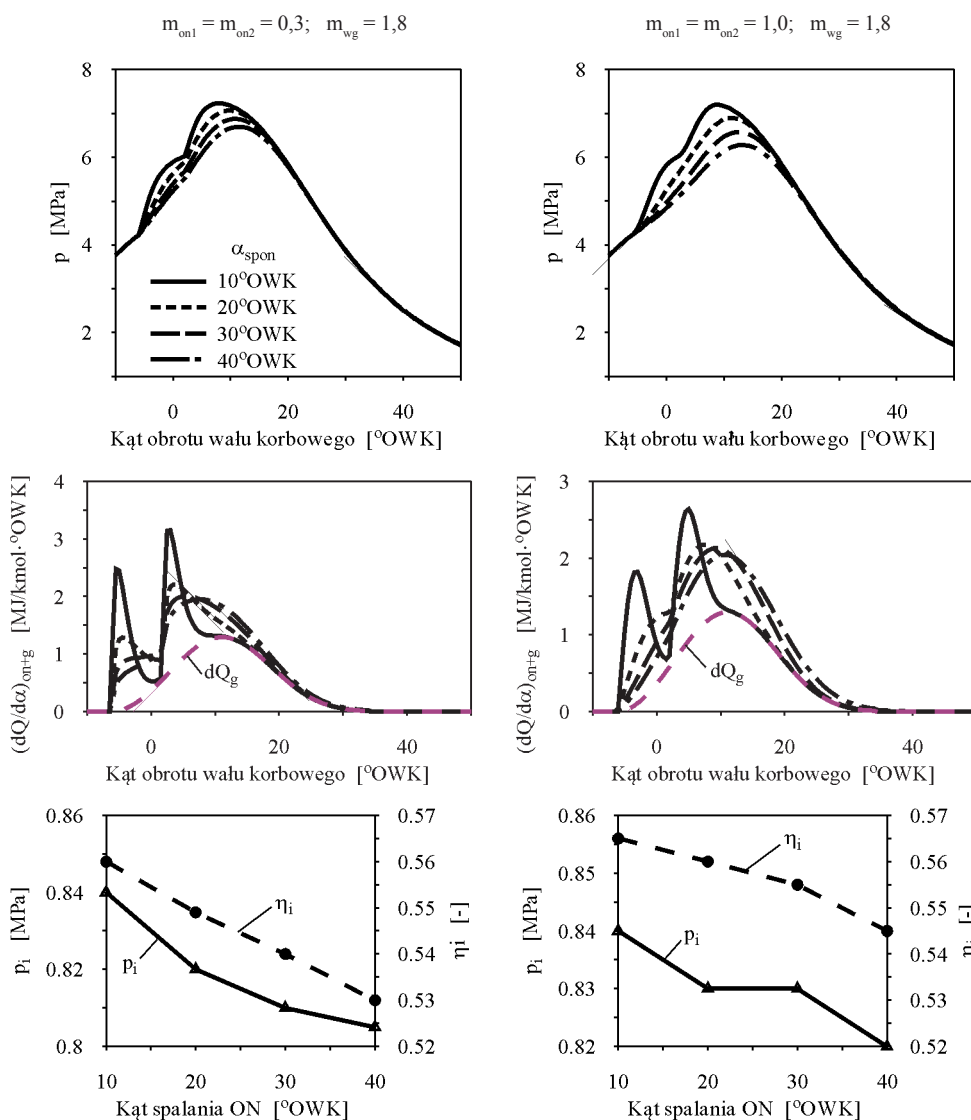 m_on1 = m_on2 = 0,3; m_wg = 1,8
p [MPa]
8
6
4
2
α_spon
10°OWK
20°OWK
30°OWK
40°OWK
0 20 40
Kąt obrotu wału korbowego [°OWK]
m_on1 = m_on2 = 1,0; m_wg = 1,8
p [MPa]
8
6
4
2
0 20 40
Kąt obrotu wału korbowego [°OWK]
(dQ/dα)_on+g [MJ/kmol·°OWK]
4
3
2
1
0
dQ_g
0 20 40
Kąt obrotu wału korbowego [°OWK]
(dQ/dα)_on+g [MJ/kmol·°OWK]
3
2
1
0
dQ_g
0 20 40
Kąt obrotu wału korbowego [°OWK]
p_i [MPa]
0.86
0.84
0.82
0.8
η_i
p_i
0.57
0.56
0.55
0.54
0.53
0.52
η_i [-]
10 20 30 40
Kąt spalania ON [°OWK]
p_i [MPa]
0.86
0.85
0.84
0.83
0.82
η_i
p_i
0.57
0.56
0.55
0.54
0.53
0.52
η_i [-]
10 20 30 40
Kąt spalania ON [°OWK]